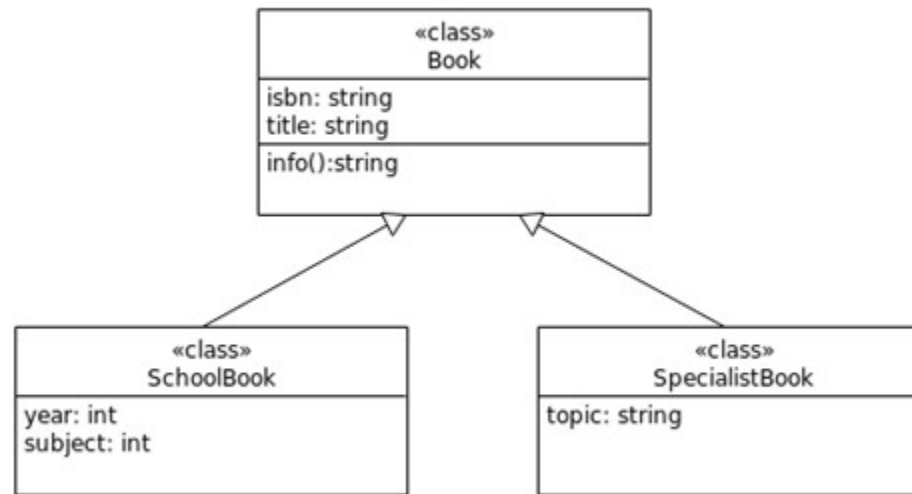 «class»
Book
isbn: string
title: string
info():string
«class»
SchoolBook
year: int
subject: int
«class»
SpecialistBook
topic: string